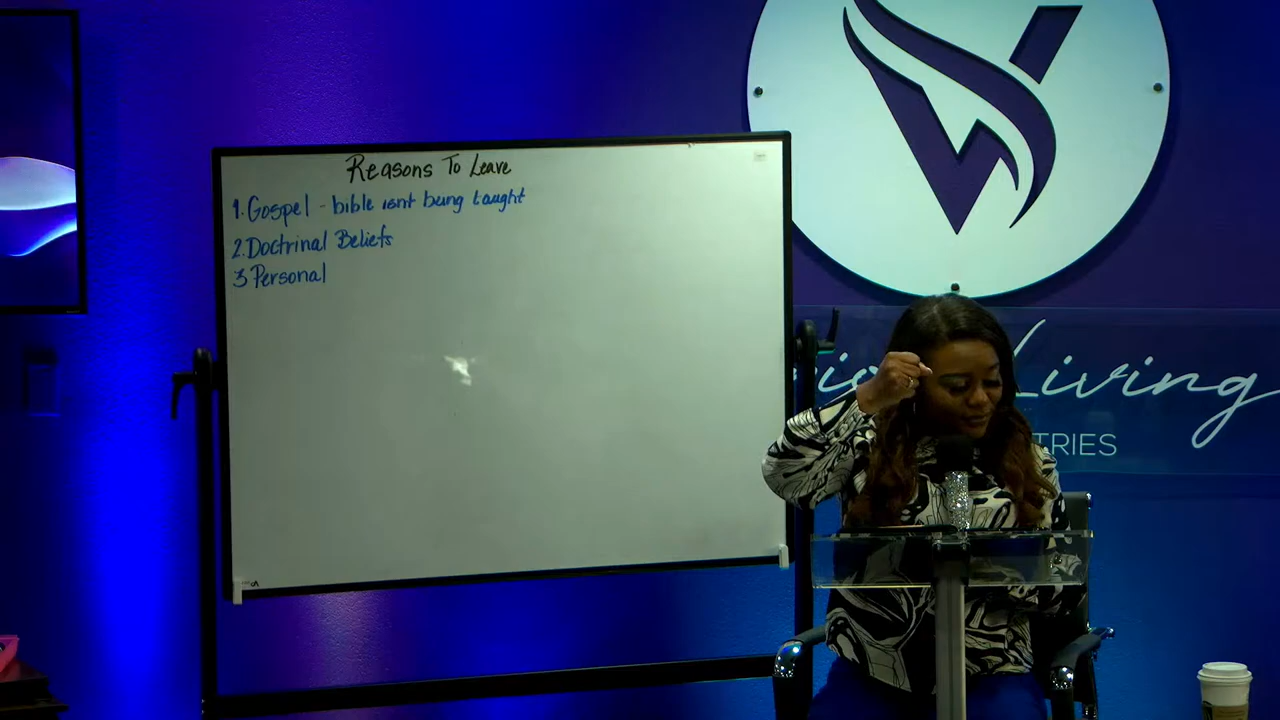 Reasons To Leave
1. Gospel - bible isnt being taught
2. Doctrinal Beliefs
3 Personal
Living
TRIES